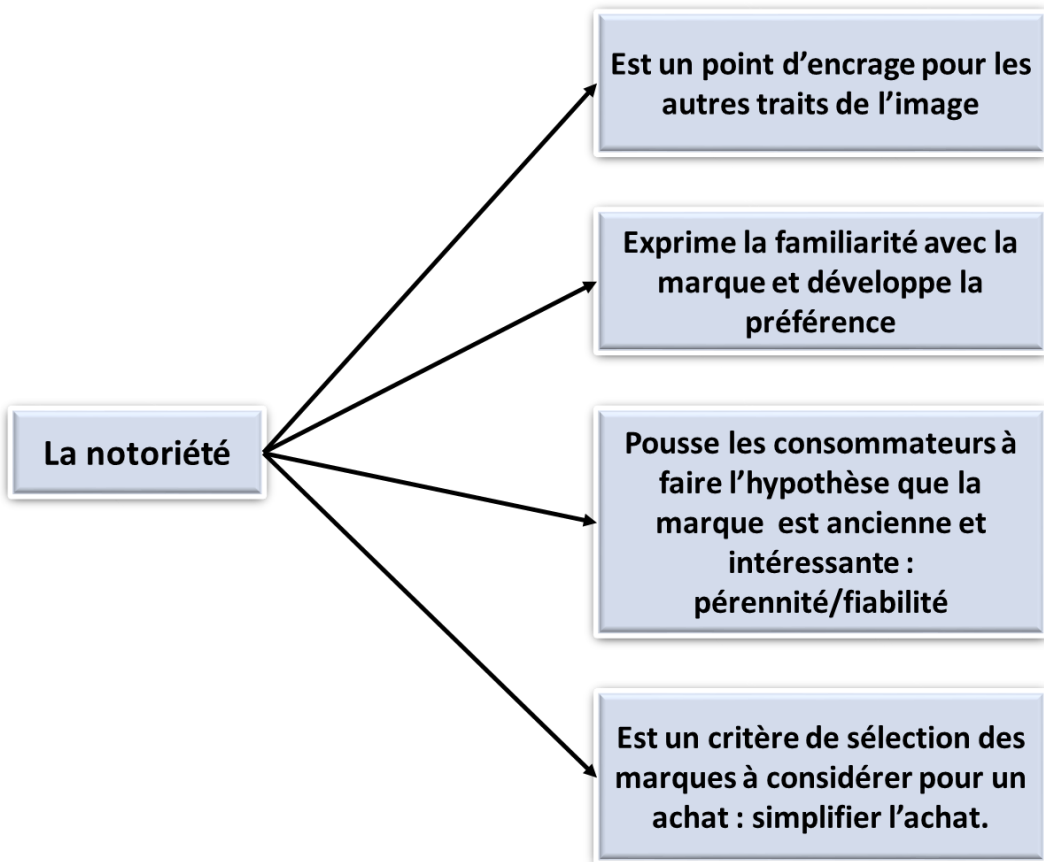 Est un point d'encrage pour les
autres traits de l'image
Exprime la familiarité avec la
marque et développe la
préférence
La notoriété
Pousse les consommateurs à
faire l'hypothèse que la
marque est ancienne et
intéressante :
pérennité/fiabilité
Est un critère de sélection des
marques à considérer pour un
achat : simplifier l'achat.